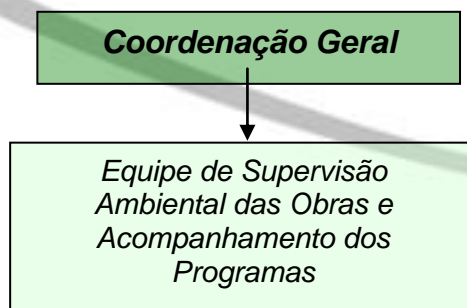 Coordenação Geral
Equipe de Supervisão
Ambiental das Obras e
Acompanhamento dos
Programas